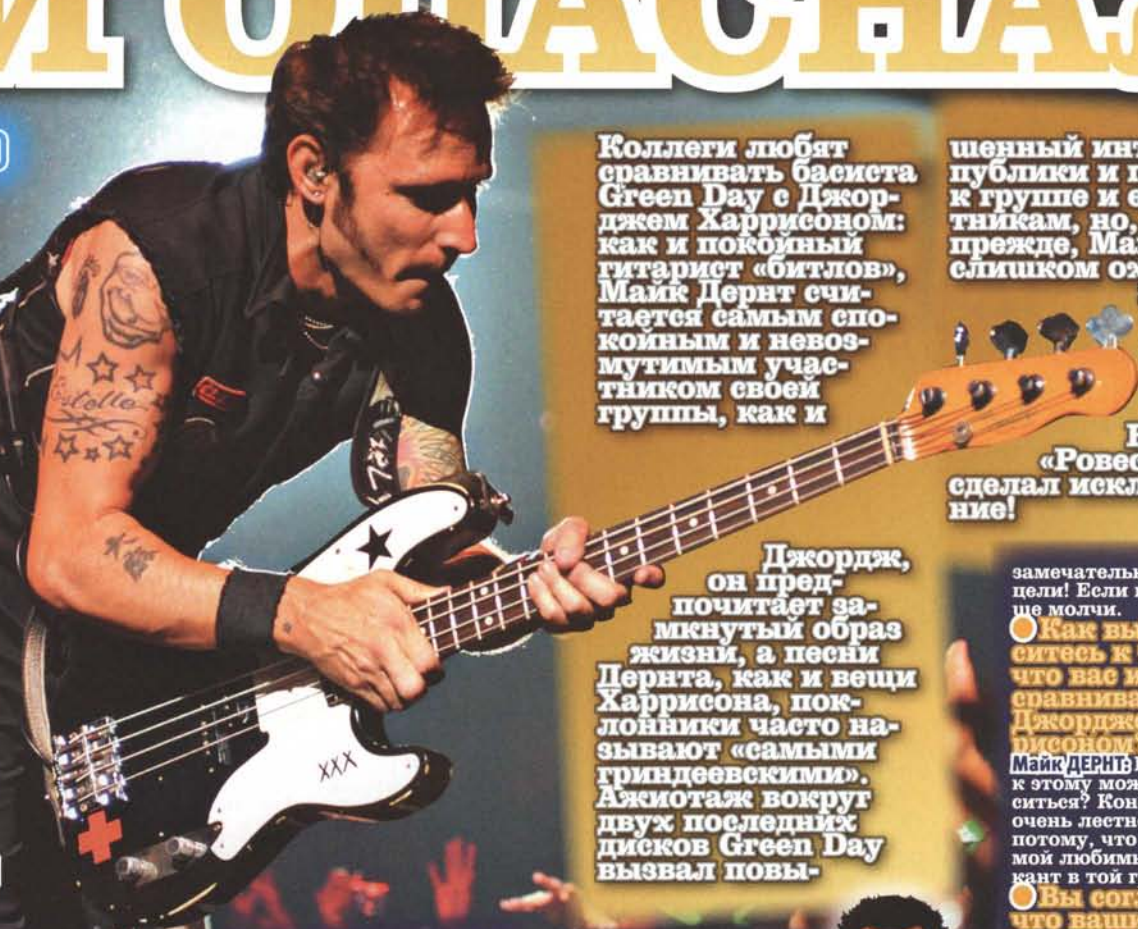 Коллеги любят
сравнивать басиста
Green Day с Джор-
джем Харрисоном:
как и покойный
гитарист «битлов»,
Майк Дернт счи-
тается самым спо-
койным и невоз-
мутимым учас-
тником своей
группы, как и
Джордж,
он пред-
почитает за-
мкнутый образ
жизни, а песни
Дернта, как и вещи
Харрисона, пок-
лонники часто на-
зывают «самыми
гриндеевскими».
Ажиотаж вокруг
двух последних
дисков Green Day
вызвал повы-
шенный инт
публики и п
к группе и е
тникам, но,
прежде, Ма
слишком ож
«Ровес
сделал искл
ние!
замечательн
цели! Если н
ше молчи.
Как вы
ситесь к
что вас и
сравнива
Джордже
рисоном
Майк ДЕРНТ:
к этому мож
ситься? Кон
очень лестн
потому, что
мой любимы
кант в той г
Вы согл
что ваши
XXX